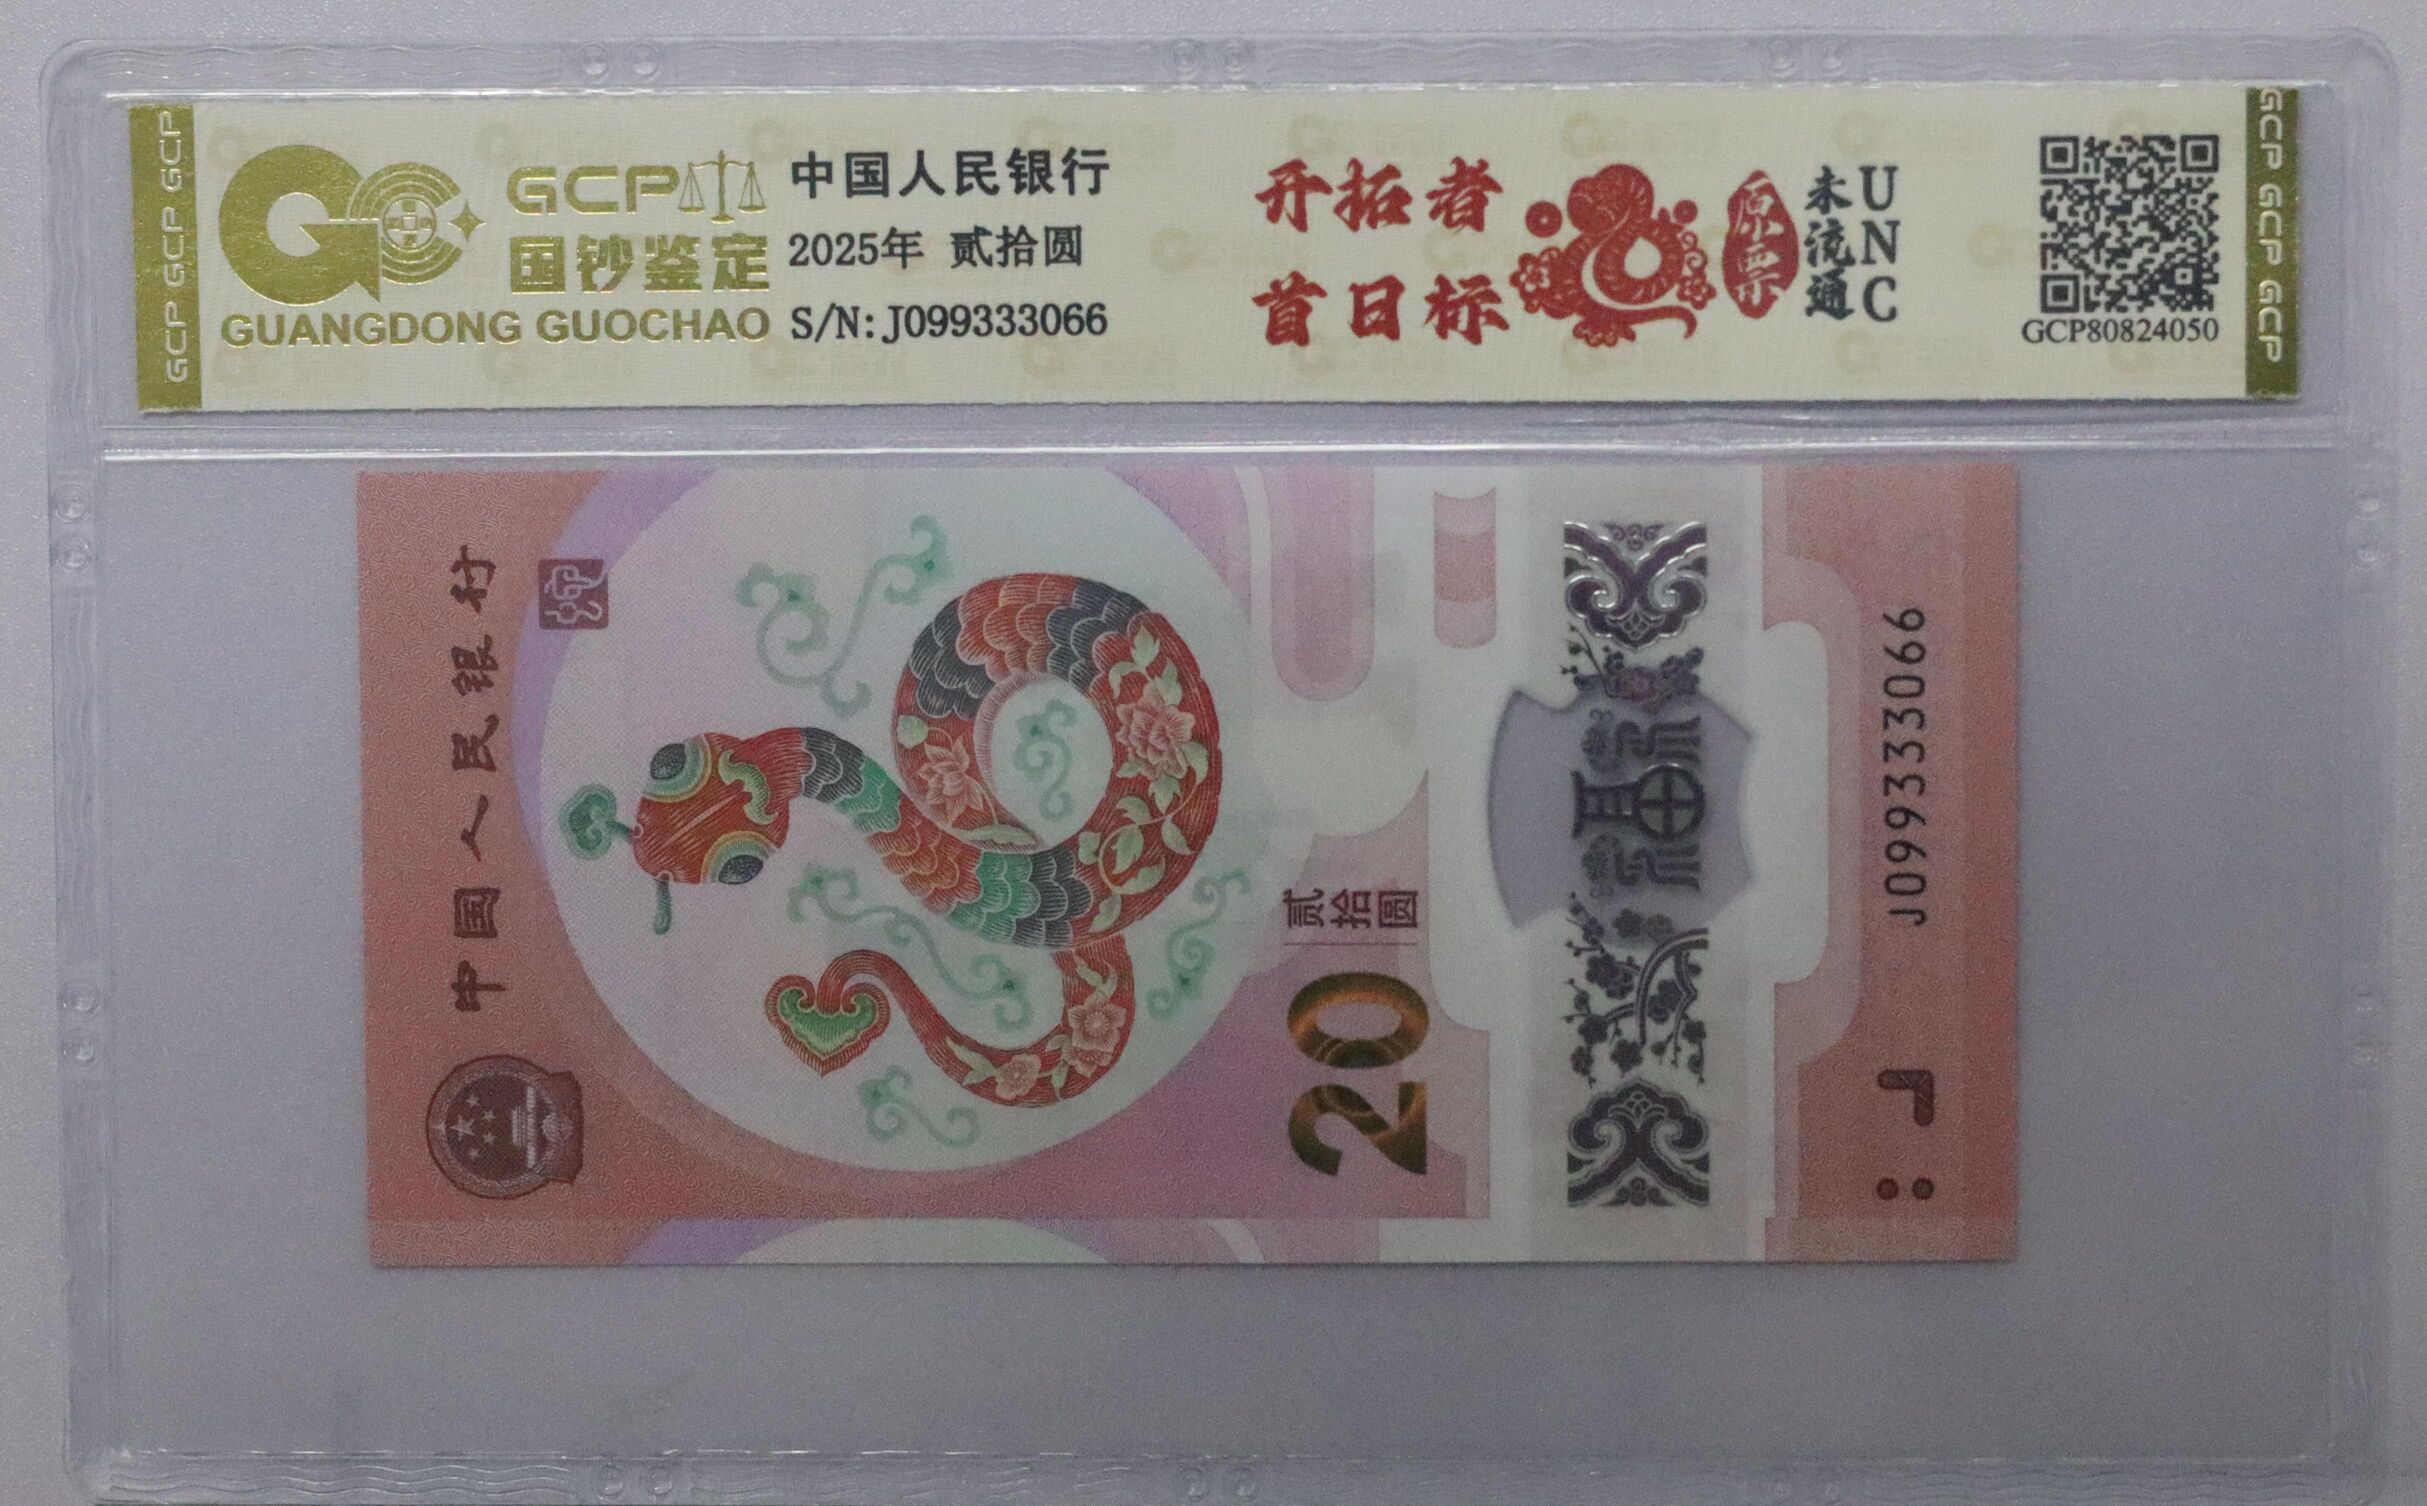 GCP GCP GCP
GCP
国钞鉴定
GUANGDONG GUOCHAO
中国人民银行
2025年 贰拾圆
S/N:J099333066
开拓者
首日标
原票
未流通
UNC
GCP80824050
GCP GCP GCP
中国人民银行
贰拾圆
20
福
J099333066